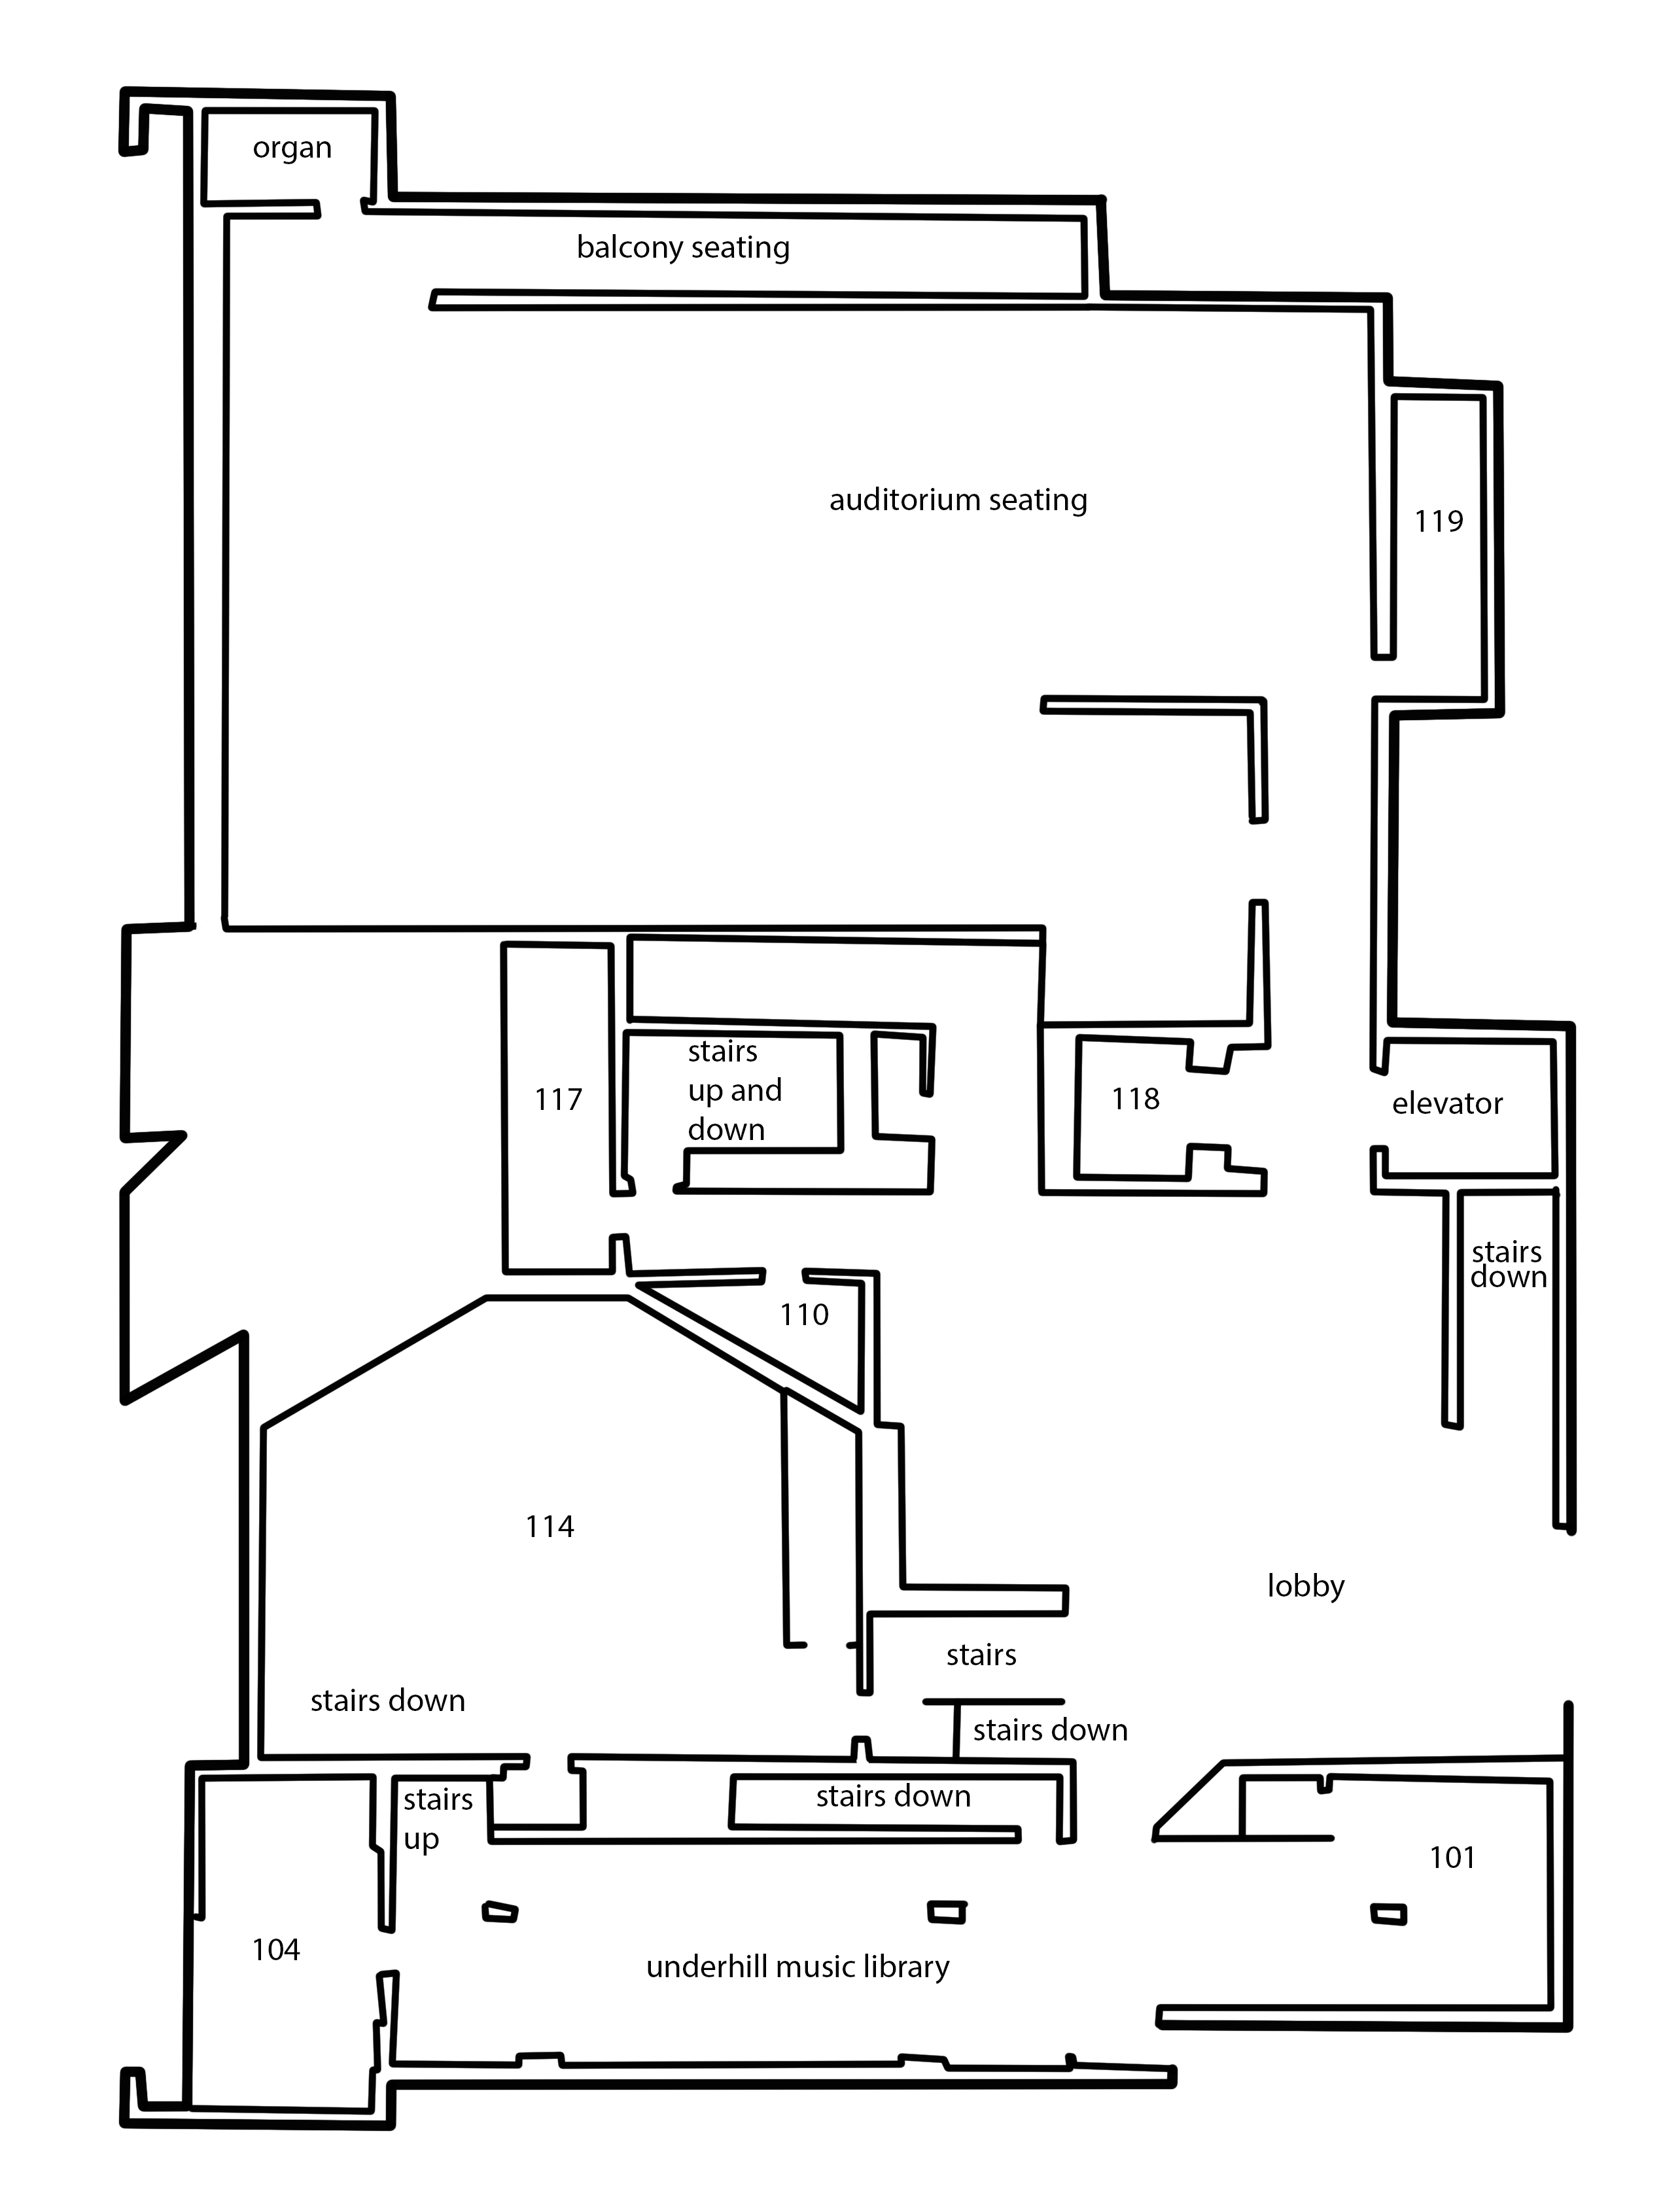 organ
balcony seating
auditorium seating
119
stairs
up and
down
117
118
elevator
stairs
down
110
114
lobby
stairs
stairs down
stairs down
stairs
up
stairs down
101
104
underhill music library